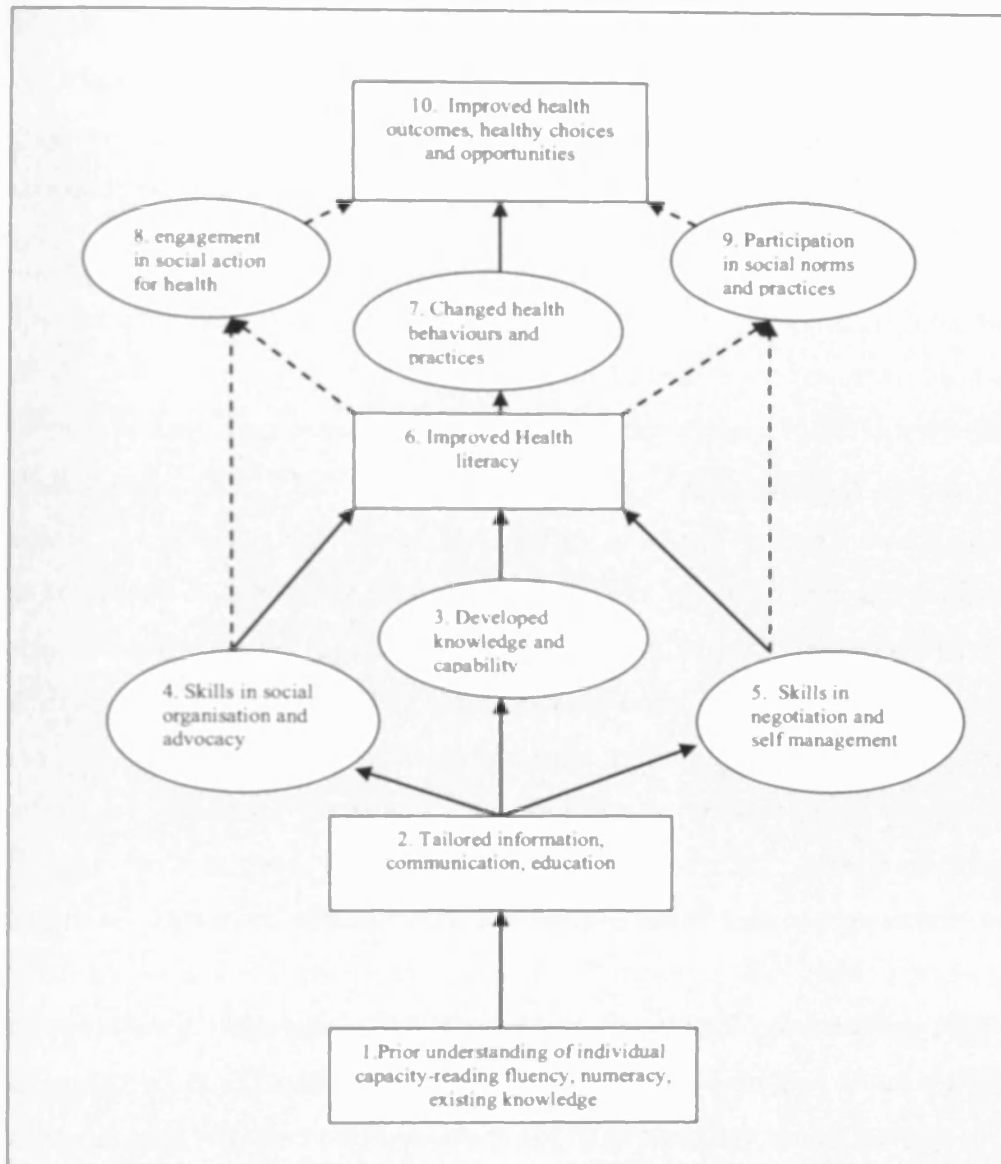 10. Improved health
outcomes, healthy choices
and opportunities
8. engagement
in social action
for health
9. Participation
in social norms
and practices
7. Changed health
behaviours and
practices
6. Improved Health
literacy
3. Developed
knowledge and
capability
4. Skills in social
organisation and
advocacy
5. Skills in
negotiation and
self management
2. Tailored information,
communication, education
1.Prior understanding of individual
capacity-reading fluency, numeracy,
existing knowledge